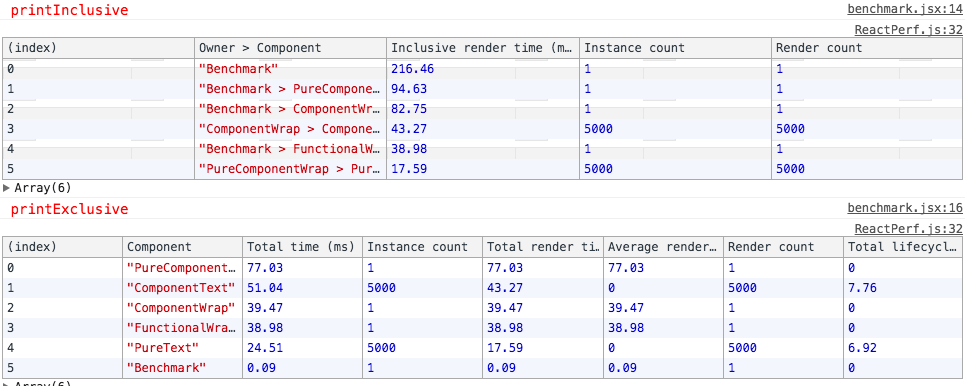 printInclusive benchmark.jsx:14
ReactPerf.js:32
(index) Owner > Component Inclusive render time (m… Instance count Render count
0 "Benchmark" 216.46 1 1
1 "Benchmark > PureCompone… 94.63 1 1
2 "Benchmark > ComponentWr… 82.75 1 1
3 "ComponentWrap > Compone… 43.27 5000 5000
4 "Benchmark > FunctionalW… 38.98 1 1
5 "PureComponentWrap > Pur… 17.59 5000 5000
▶ Array(6)
printExclusive benchmark.jsx:16
ReactPerf.js:32
(index) Component Total time (ms) Instance count Total render ti… Average render… Render count Total lifecycl…
0 "PureComponent… 77.03 1 77.03 77.03 1 0
1 "ComponentText" 51.04 5000 43.27 0 5000 7.76
2 "ComponentWrap" 39.47 1 39.47 39.47 1 0
3 "FunctionalWra… 38.98 1 38.98 38.98 1 0
4 "PureText" 24.51 5000 17.59 0 5000 6.92
5 "Benchmark" 0.09 1 0.09 0.09 1 0
▶ Array(6)